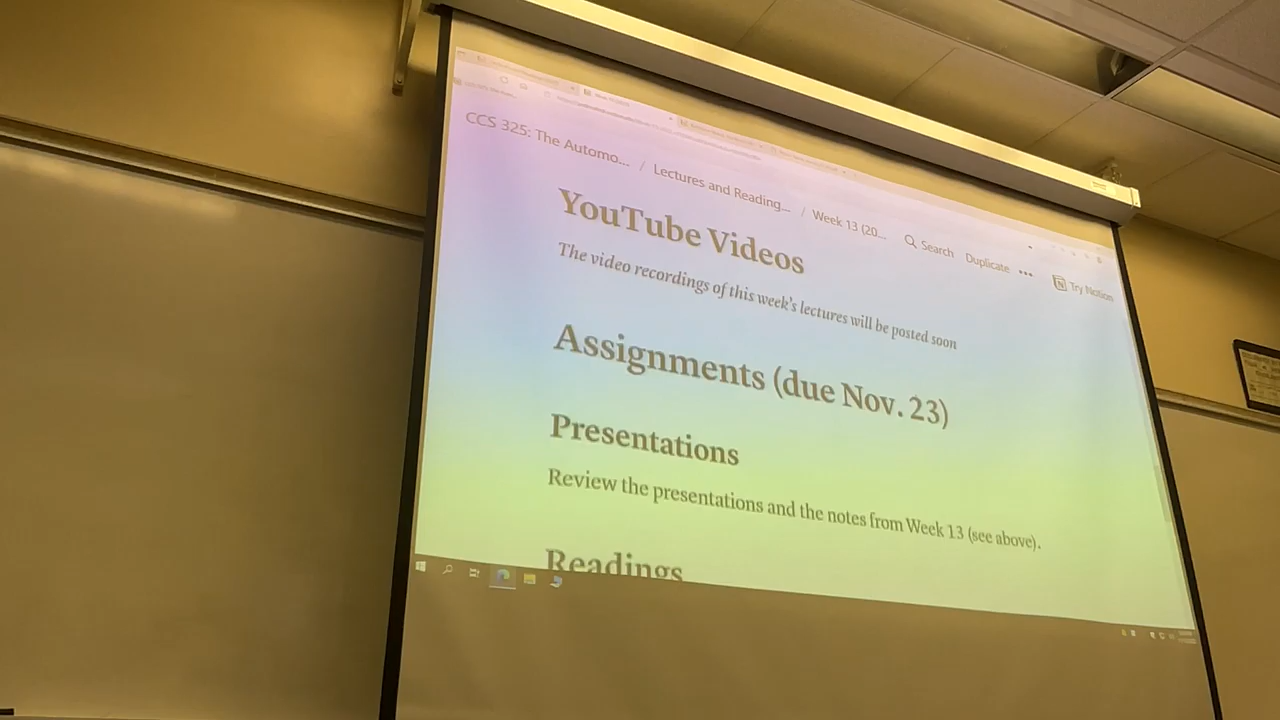 CCS 325: The Automo... / Lectures and Reading... / Week 13 (20... Search Duplicate ••• Try Notion
YouTube Videos
The video recordings of this week's lectures will be posted soon
Assignments (due Nov. 23)
Presentations
Review the presentations and the notes from Week 13 (see above).
Readings